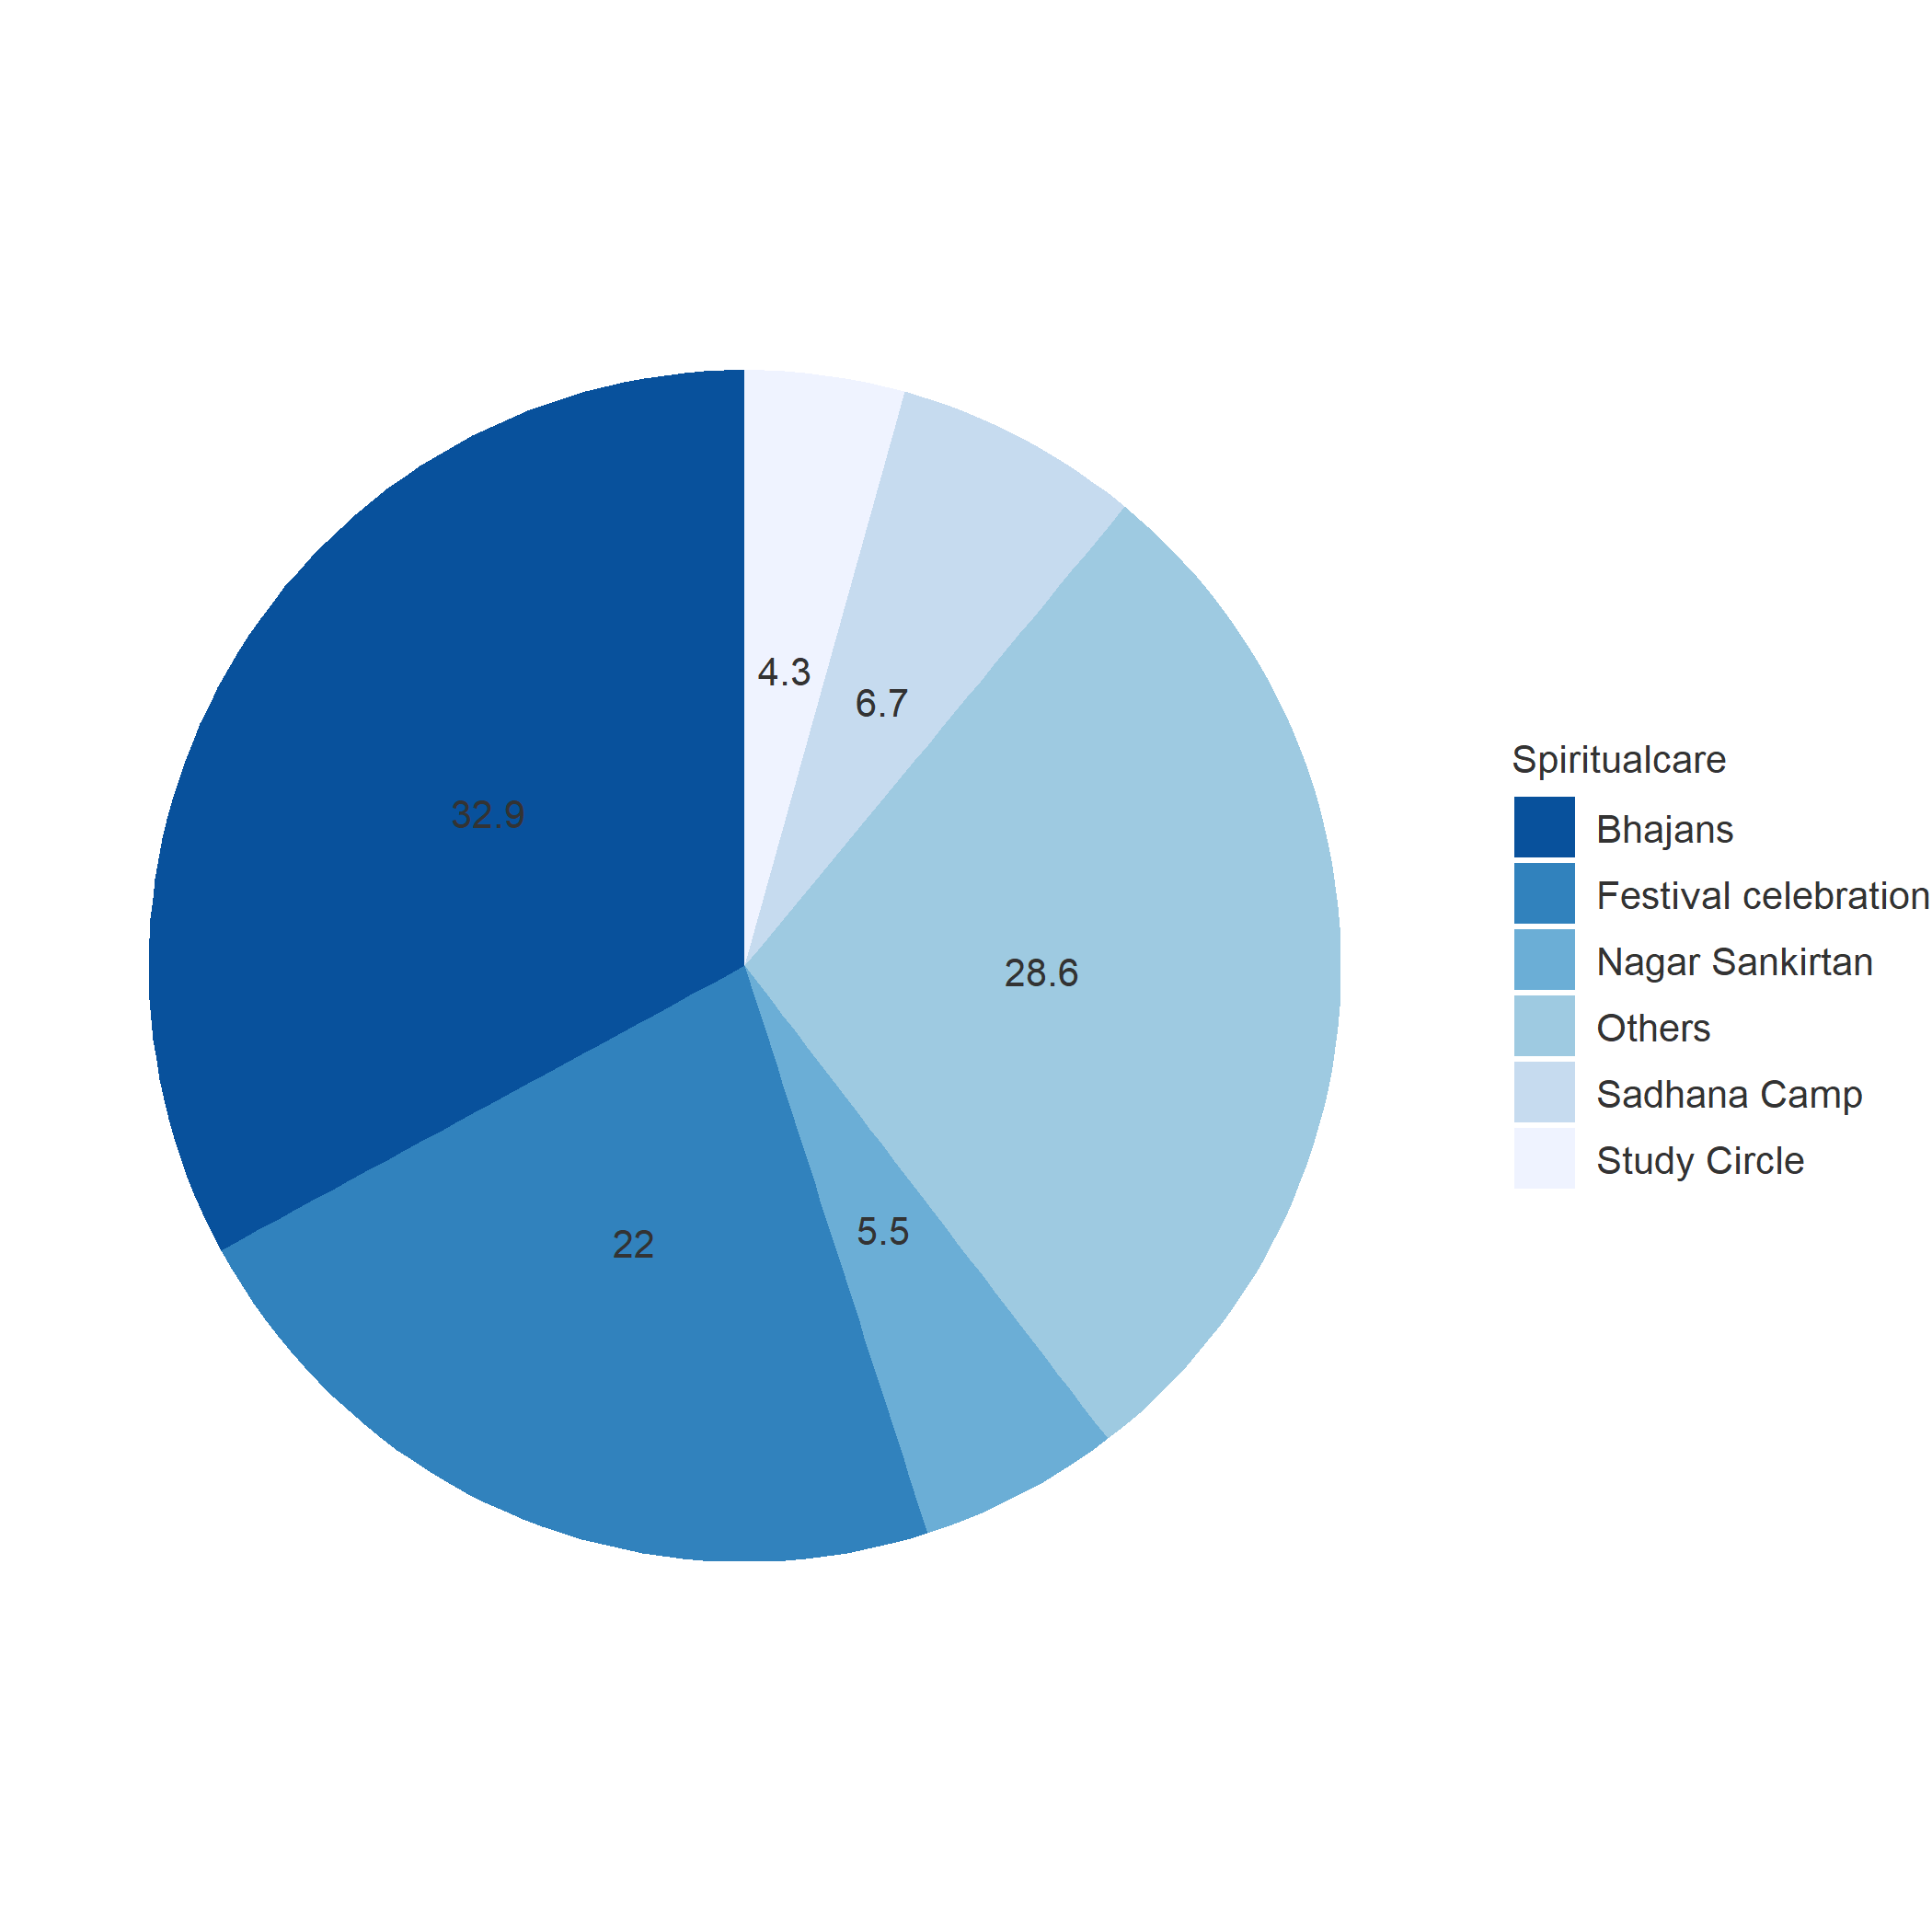 4.3
6.7
32.9
28.6
5.5
22
Spiritualcare
Bhajans
Festival celebration
Nagar Sankirtan
Others
Sadhana Camp
Study Circle